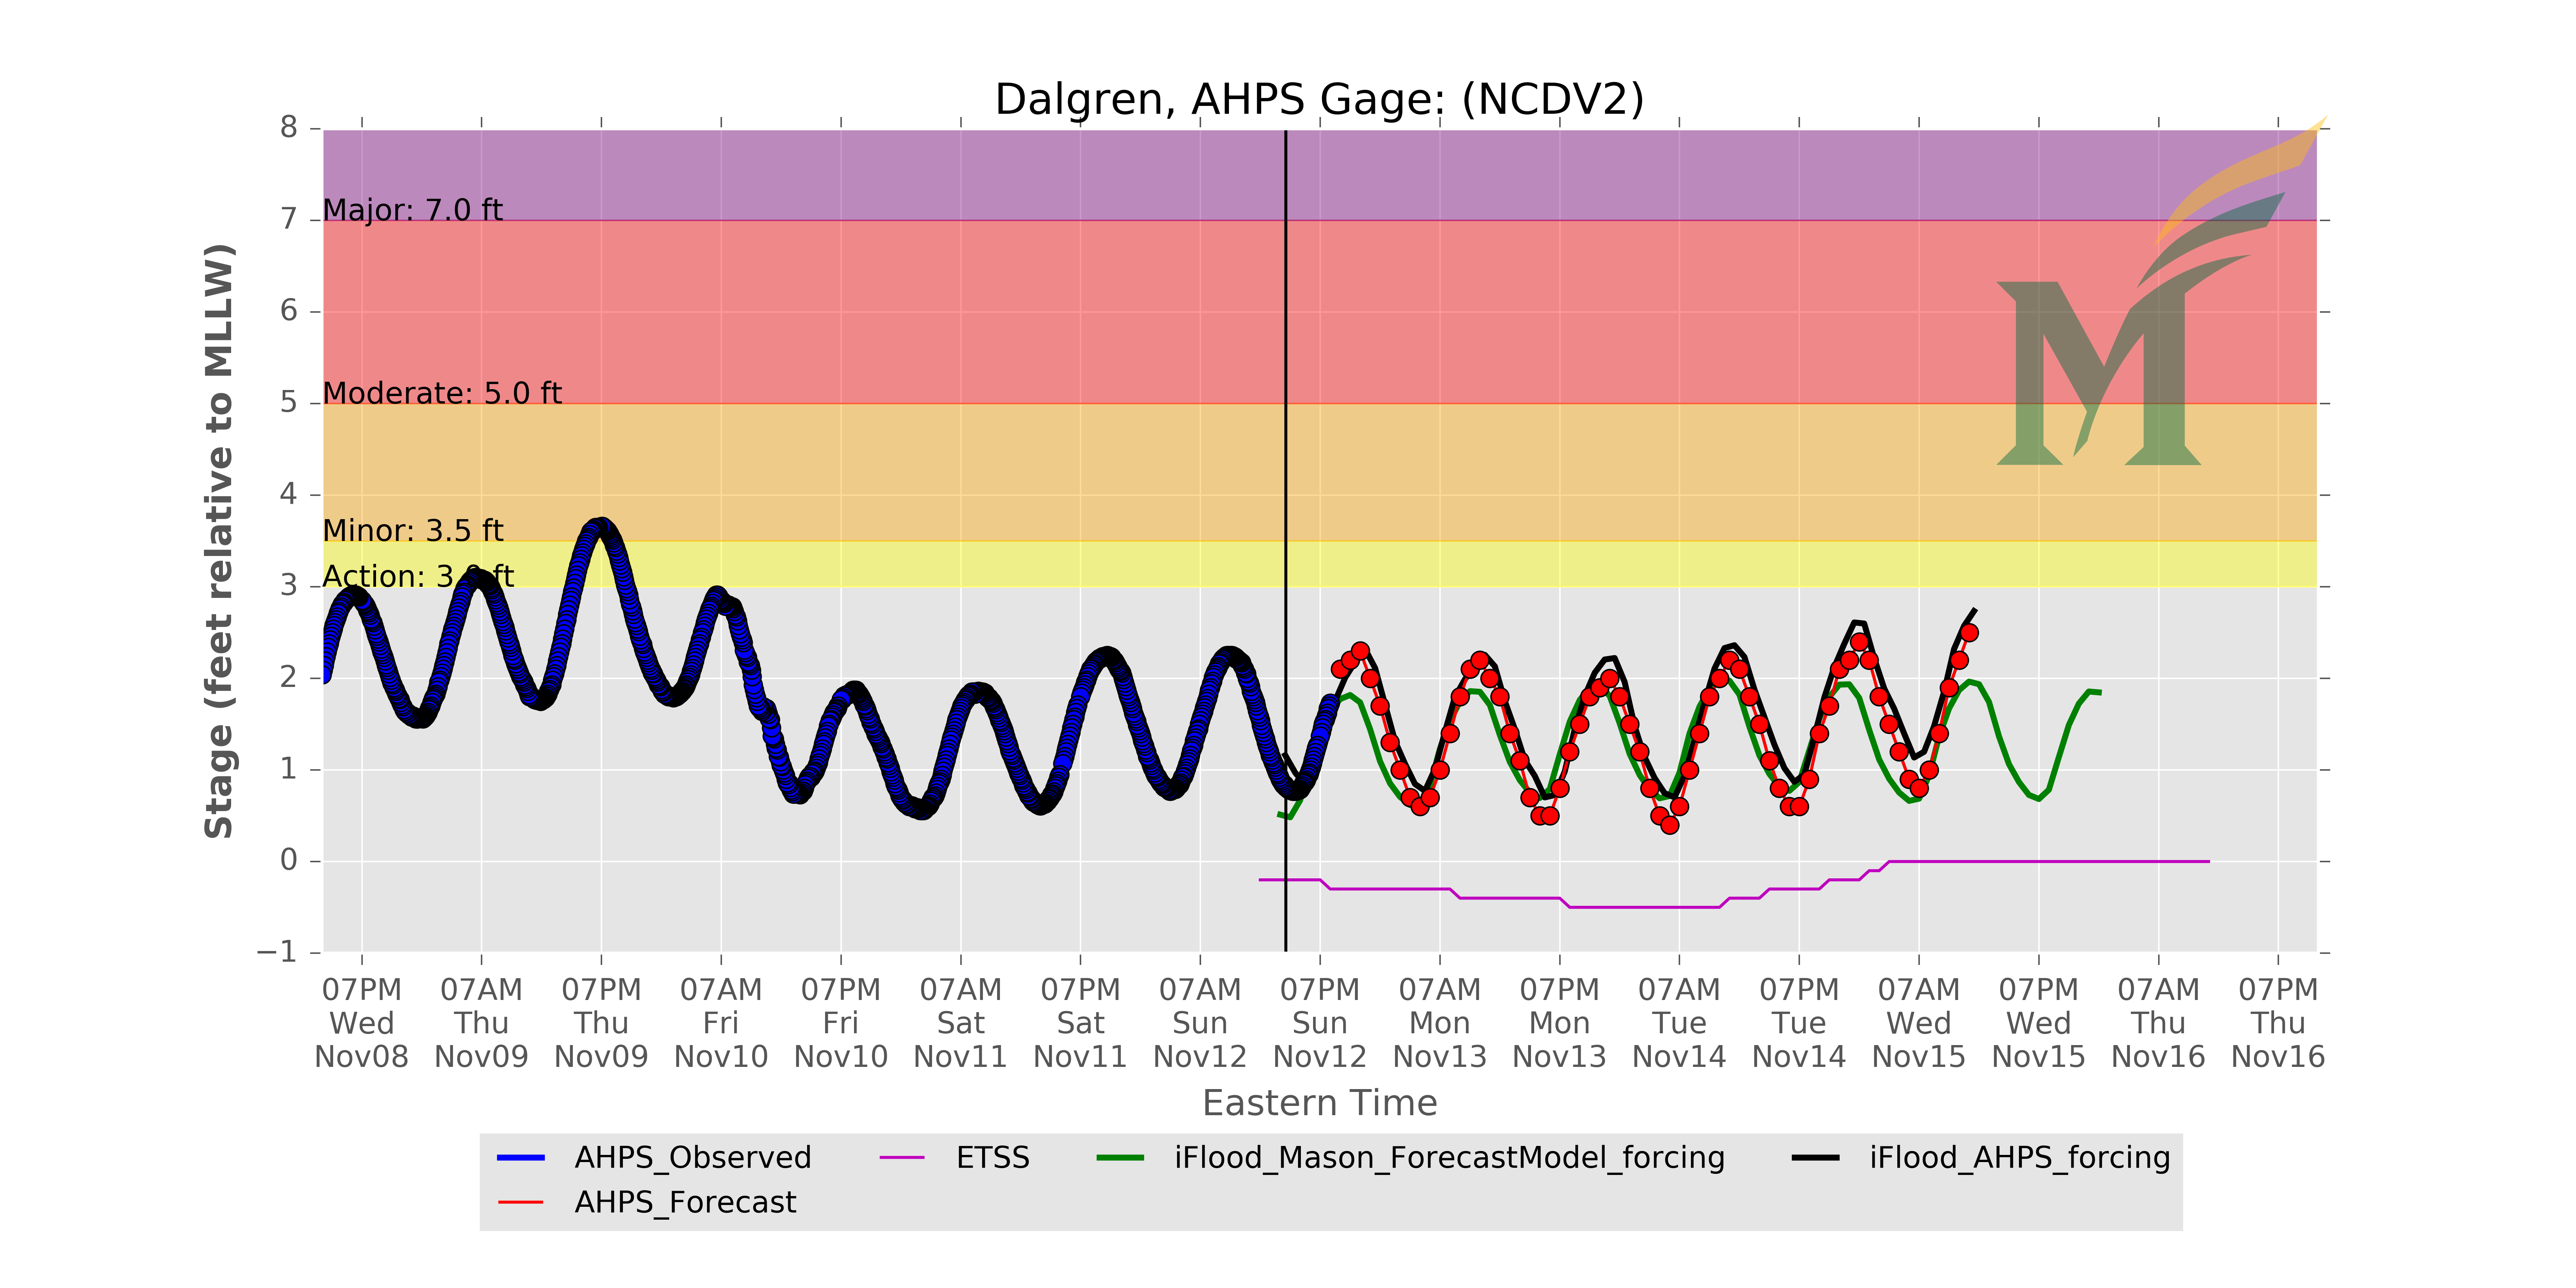 Dalgren, AHPS Gage: (NCDV2)
8
7
6
5
4
3
2
1
0
−1
Stage (feet relative to MLLW)
Major: 7.0 ft
Moderate: 5.0 ft
Minor: 3.5 ft
Action: 3.0 ft
07PM 07AM 07PM 07AM 07PM 07AM 07PM 07AM 07PM 07AM 07PM 07AM 07PM 07AM 07PM 07AM 07PM
Wed Thu Thu Fri Fri Sat Sat Sun Sun Mon Mon Tue Tue Wed Wed Thu Thu
Nov08 Nov09 Nov09 Nov10 Nov10 Nov11 Nov11 Nov12 Nov12 Nov13 Nov13 Nov14 Nov14 Nov15 Nov15 Nov16 Nov16
Eastern Time
AHPS_Observed ETSS iFlood_Mason_ForecastModel_forcing iFlood_AHPS_forcing
AHPS_Forecast
M